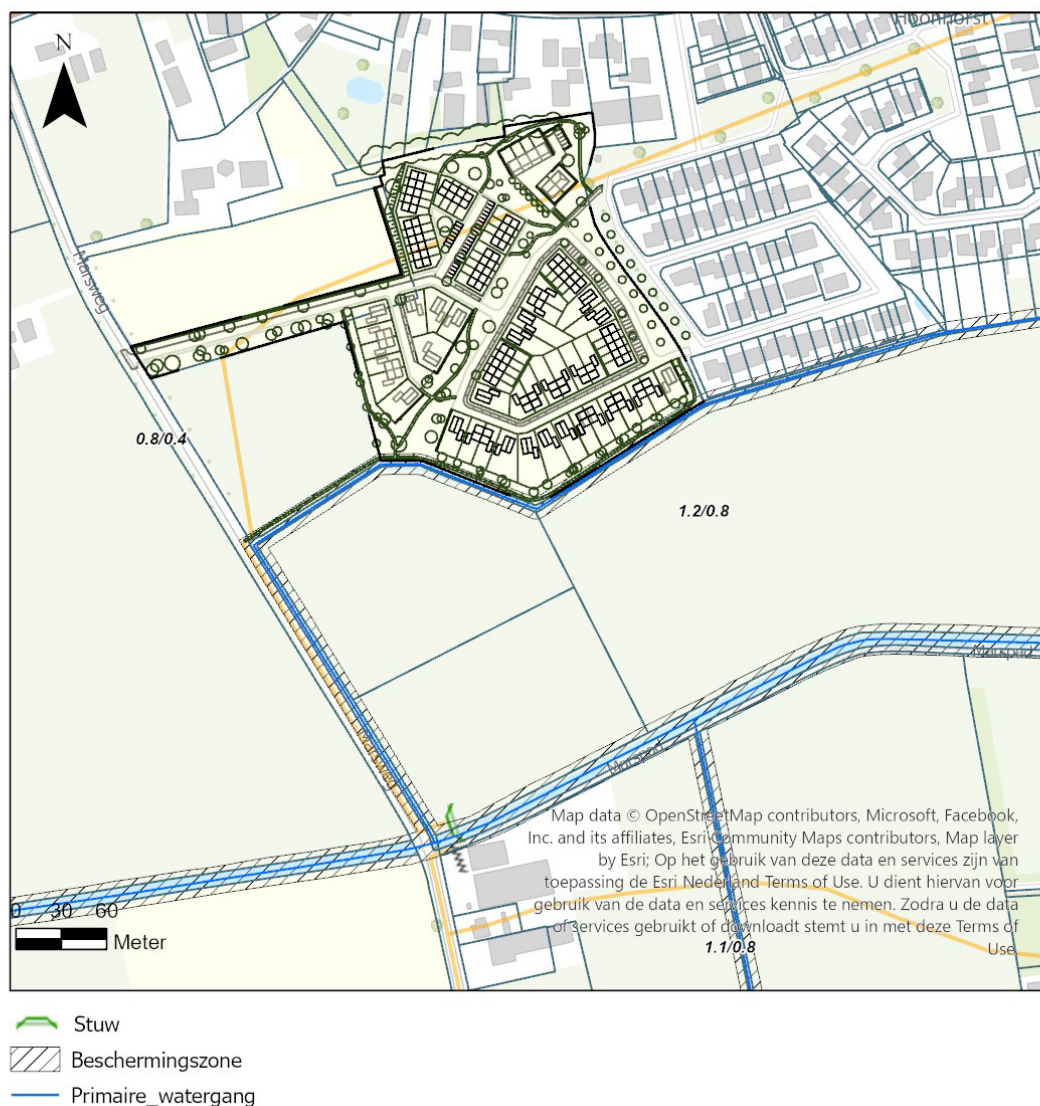 Hoonhorst
N
Marsweg
0.8/0.4
1.2/0.8
Marspad
Marsweg
Marspad
Map data © OpenStreetMap contributors, Microsoft, Facebook,
Inc. and its affiliates, Esri Community Maps contributors, Map layer
by Esri; Op het gebruik van deze data en services zijn van
toepassing de Esri Nederland Terms of Use. U dient hiervan voor
gebruik van de data en services kennis te nemen. Zodra u de data
of services gebruikt of downloadt stemt u in met deze Terms of
Use.
0 30 60
Meter
1.1/0.8
Stuw
Beschermingszone
Primaire_watergang